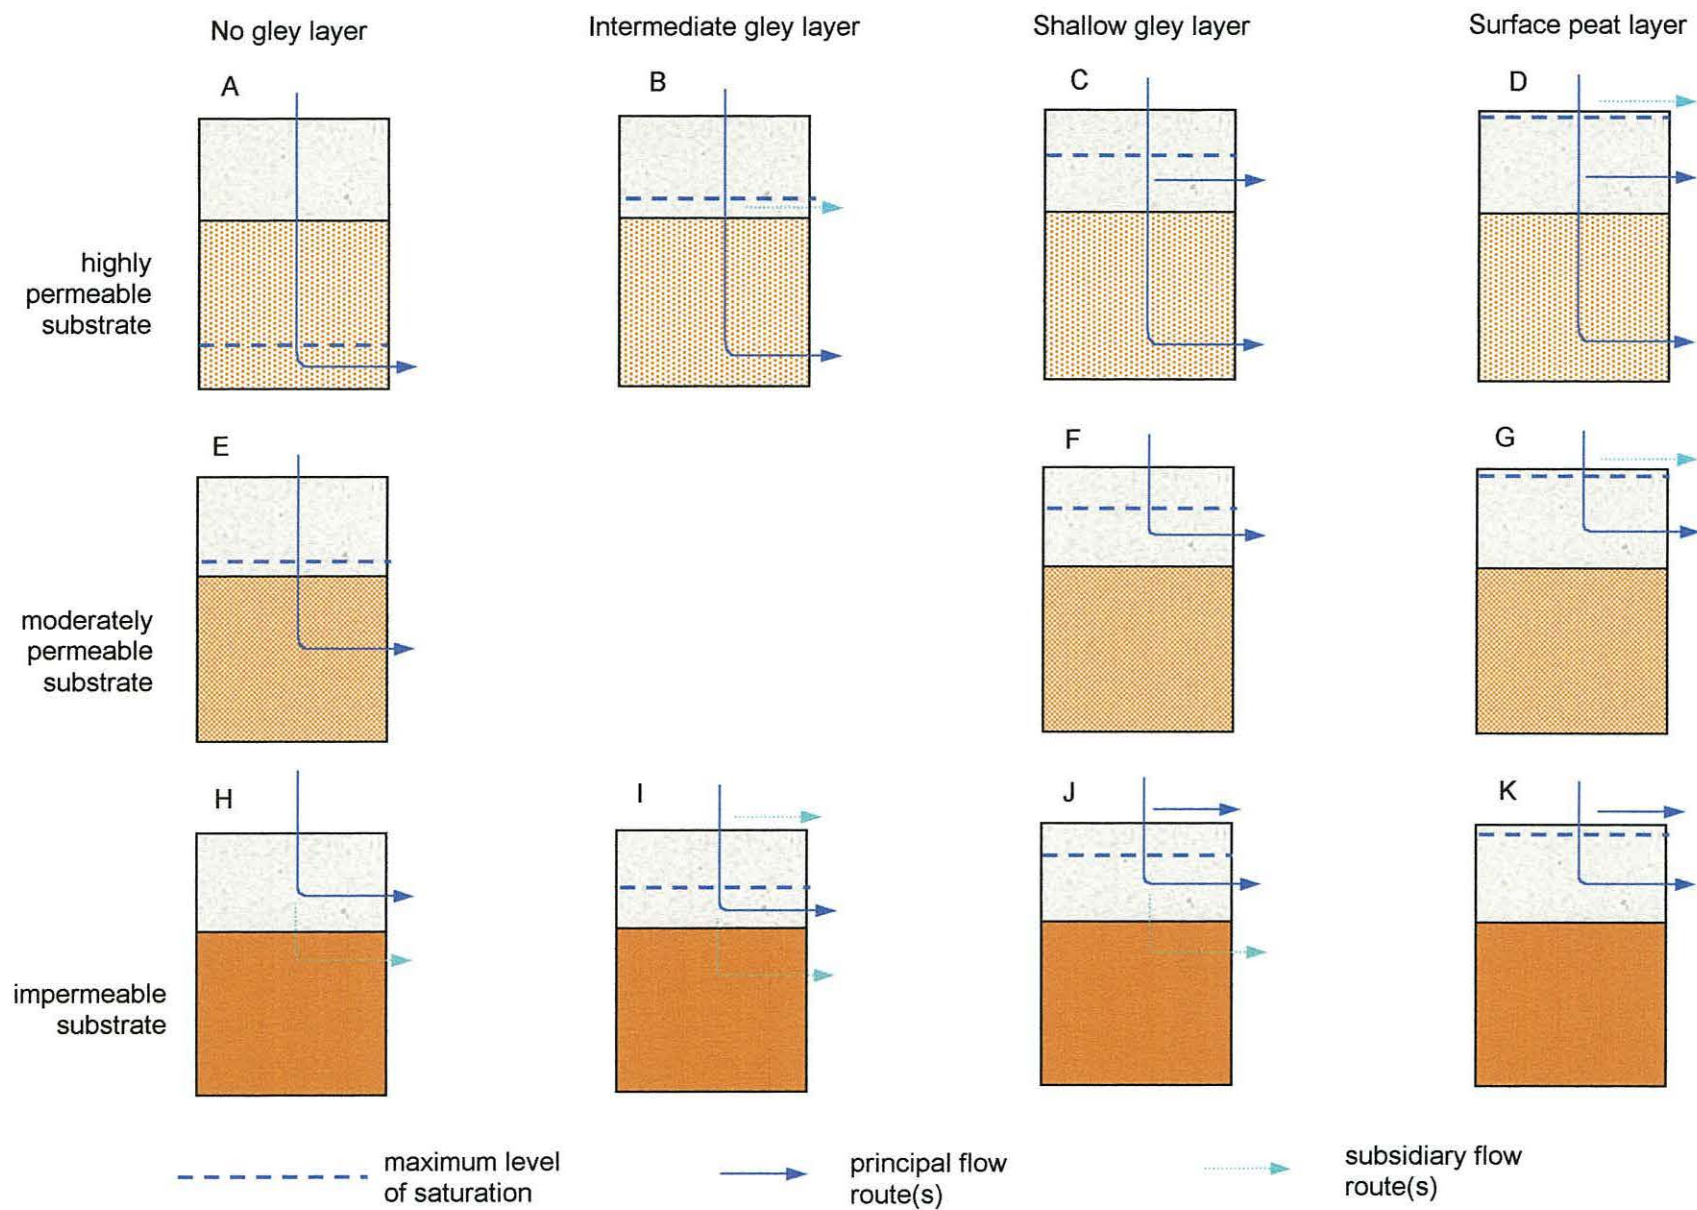 No gley layer
Intermediate gley layer
Shallow gley layer
Surface peat layer
A
B
C
D
highly
permeable
substrate
E
F
G
moderately
permeable
substrate
H
I
J
K
impermeable
substrate
maximum level
of saturation
principal flow
route(s)
subsidiary flow
route(s)